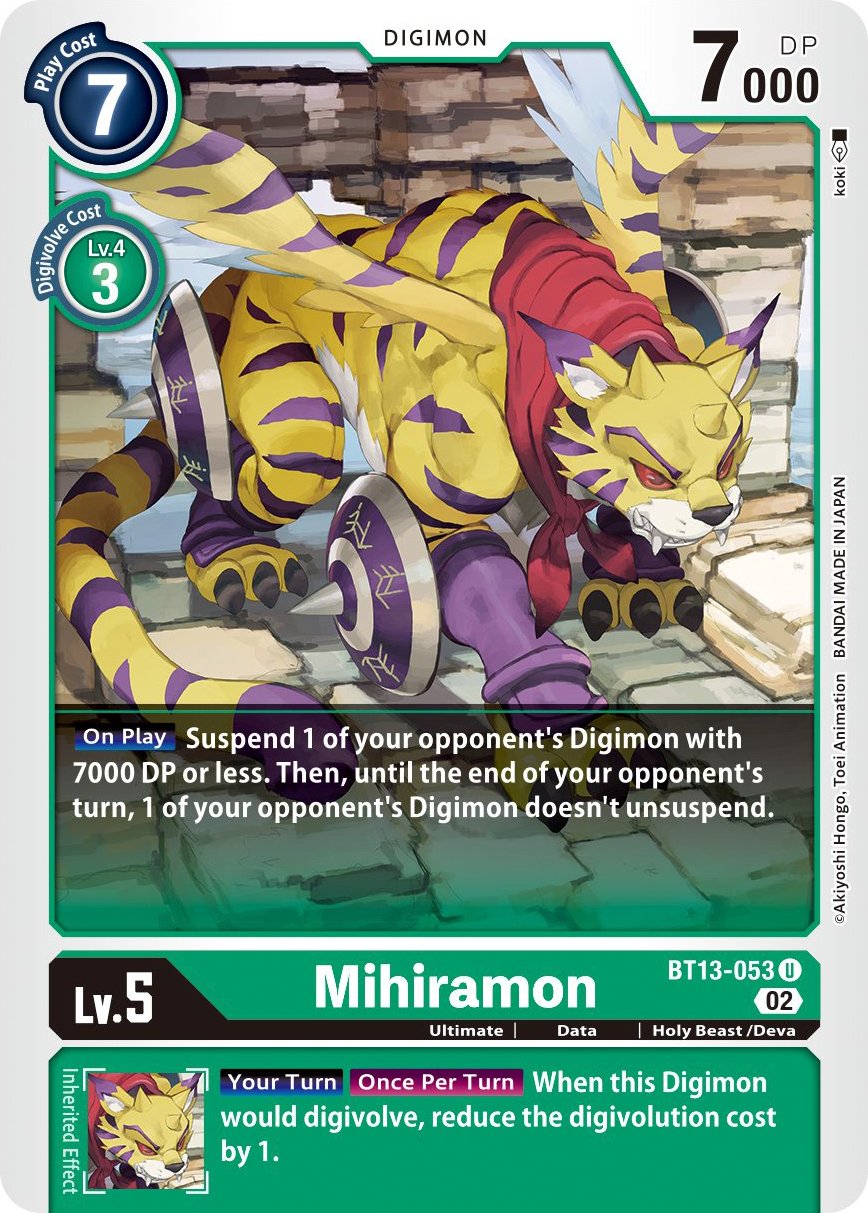 DIGIMON
Play Cost
7
7000
DP
Digivolve Cost
Lv.4
3
koki
BANDAI MADE IN JAPAN
©Akiyoshi Hongo, Toei Animation
On Play Suspend 1 of your opponent's Digimon with
7000 DP or less. Then, until the end of your opponent's
turn, 1 of your opponent's Digimon doesn't unsuspend.
Lv.5
Mihiramon
BT13-053 U
02
Ultimate | Data | Holy Beast /Deva
Inherited Effect
Your Turn Once Per Turn When this Digimon
would digivolve, reduce the digivolution cost
by 1.